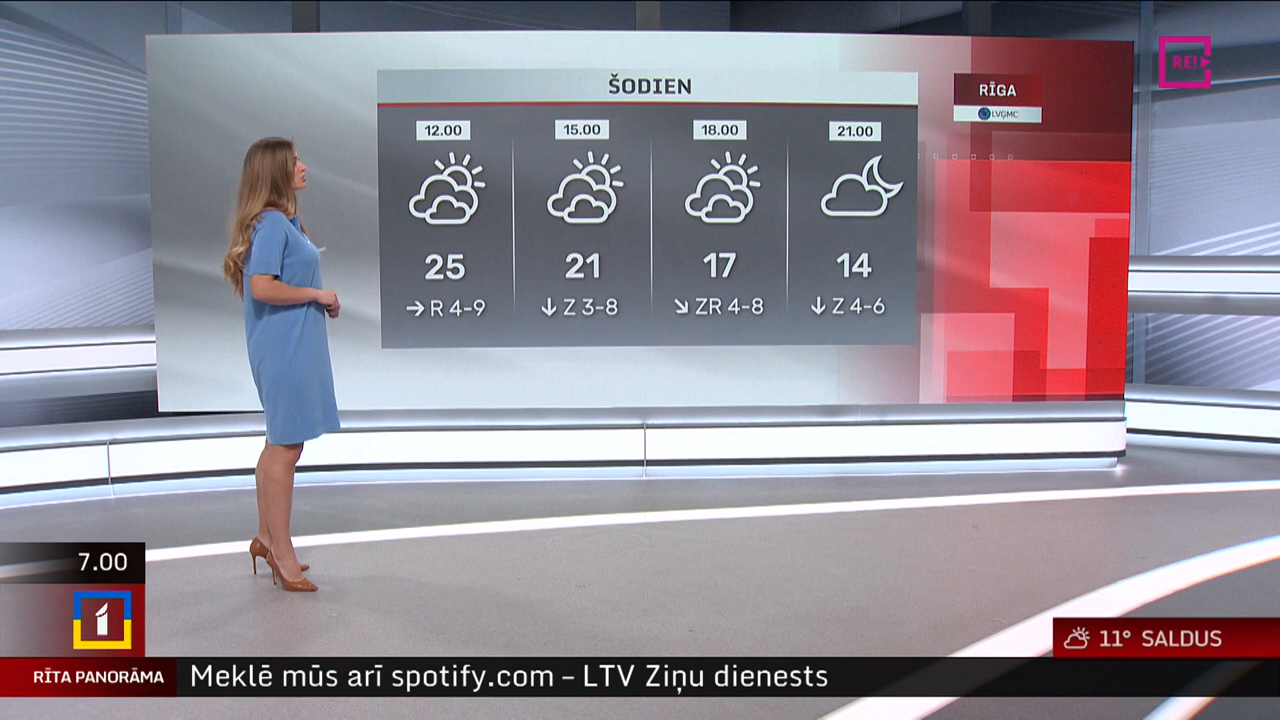 ŠODIEN
RĪGA
LVĢMC
RE!
12.00
15.00
18.00
21.00
25
21
17
14
R 4-9
Z 3-8
ZR 4-8
Z 4-6
7.00
1
11° SALDUS
RĪTA PANORĀMA
Meklē mūs arī spotify.com – LTV Ziņu dienests